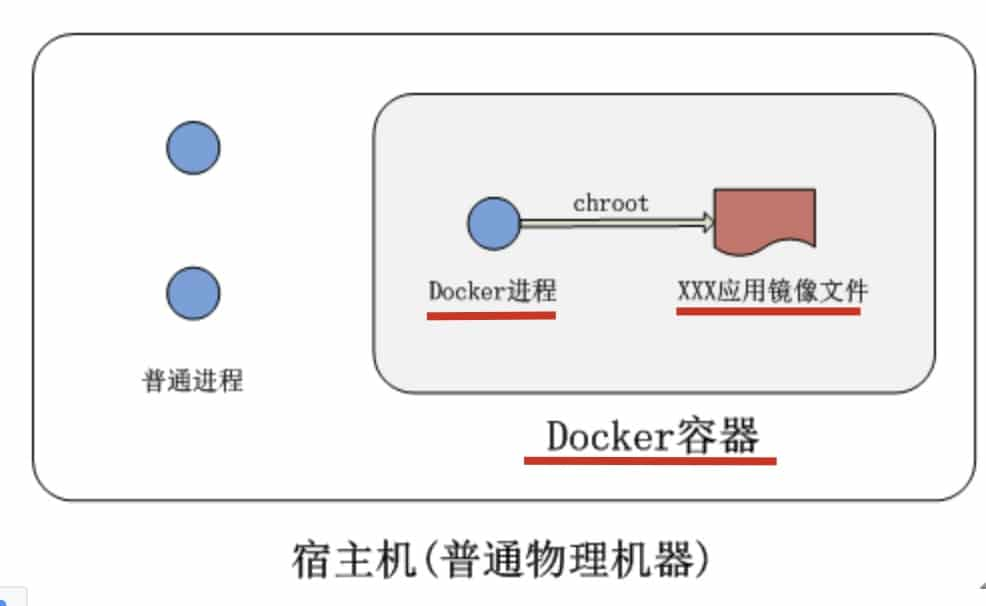 chroot
Docker进程
XXX应用镜像文件
普通进程
Docker容器
宿主机(普通物理机器)